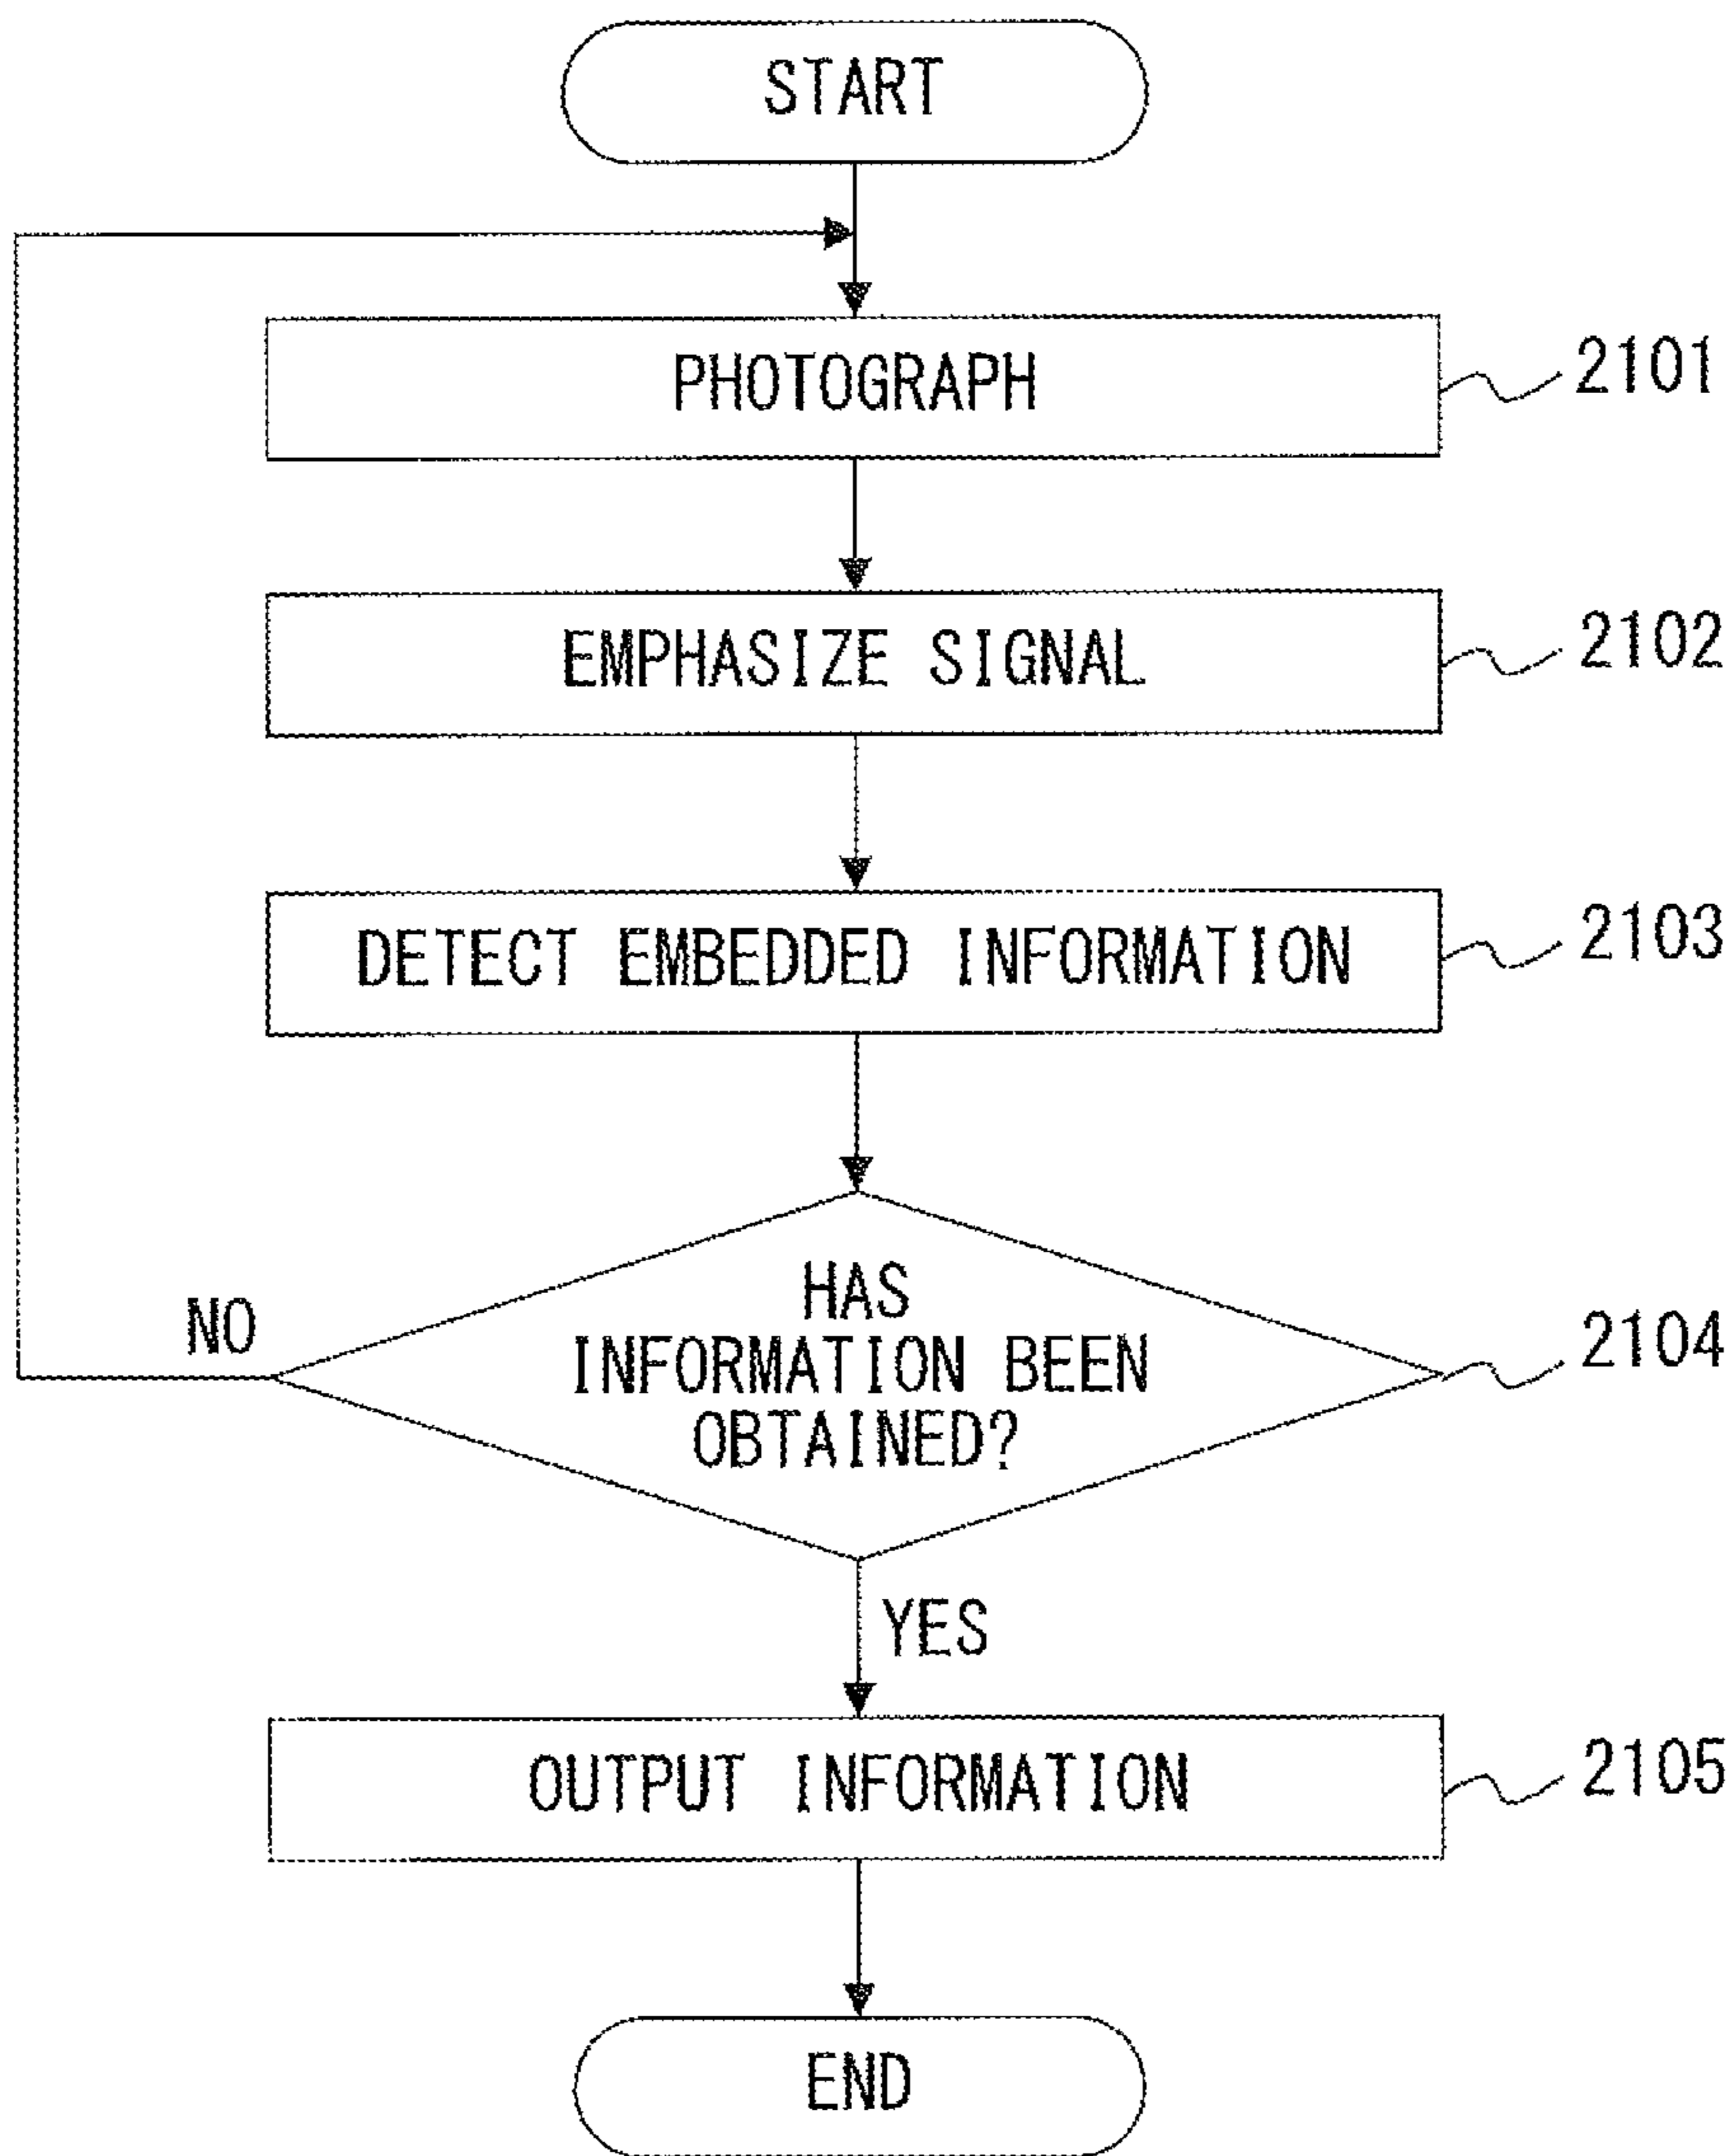 START
PHOTOGRAPH
2101
EMPHASIZE SIGNAL
2102
DETECT EMBEDDED INFORMATION
2103
HAS
INFORMATION BEEN
OBTAINED?
NO
2104
YES
OUTPUT INFORMATION
2105
END